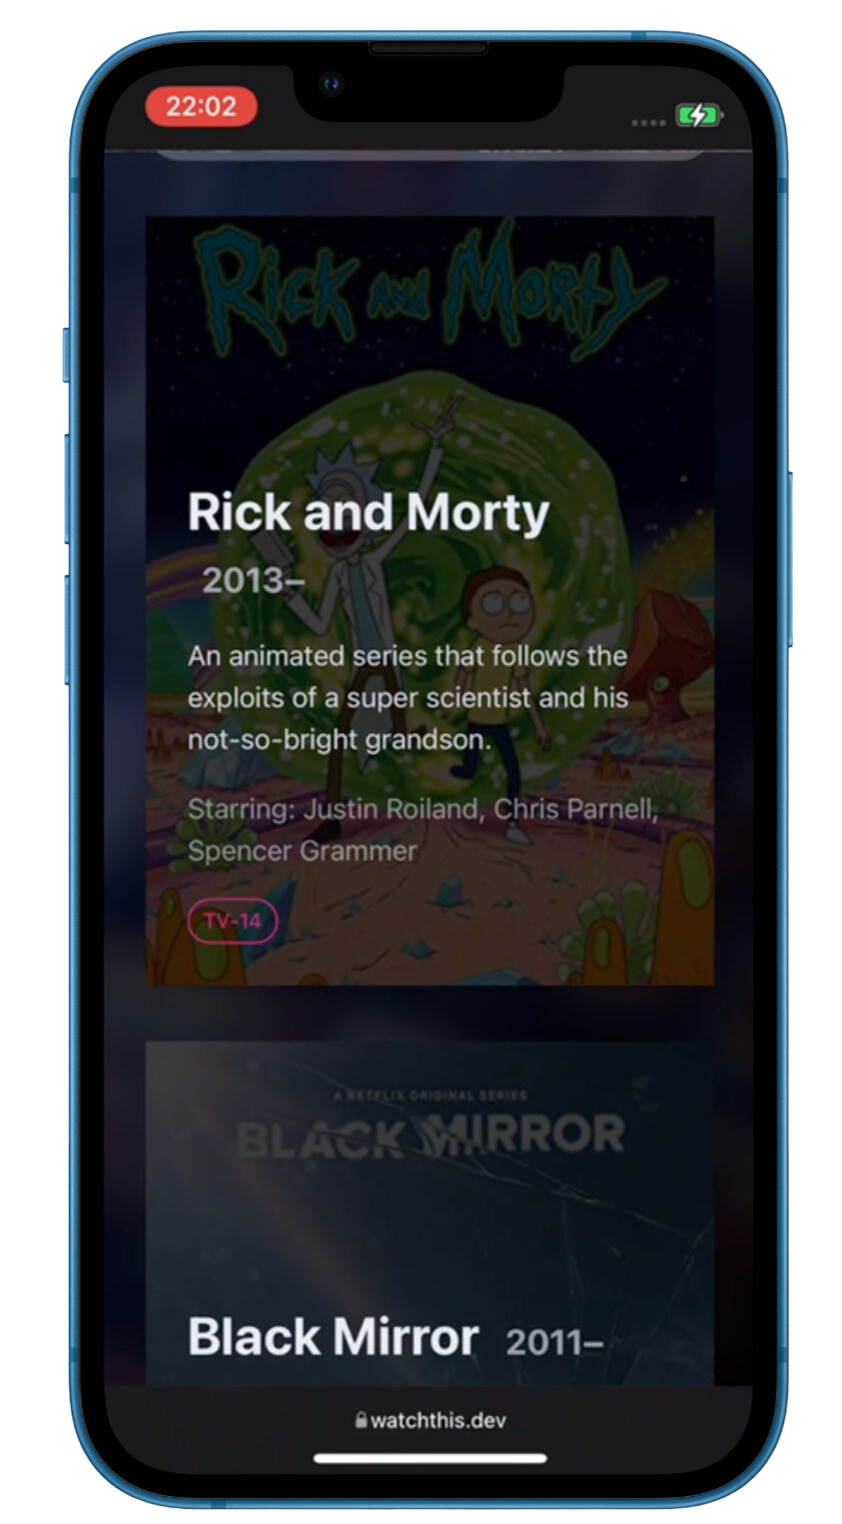 22:02
Rick and Morty
Rick and Morty
2013–
An animated series that follows the
exploits of a super scientist and his
not-so-bright grandson.
Starring: Justin Roiland, Chris Parnell,
Spencer Grammer
TV-14
A NETFLIX ORIGINAL SERIES
BLACK MIRROR
Black Mirror 2011–
watchthis.dev